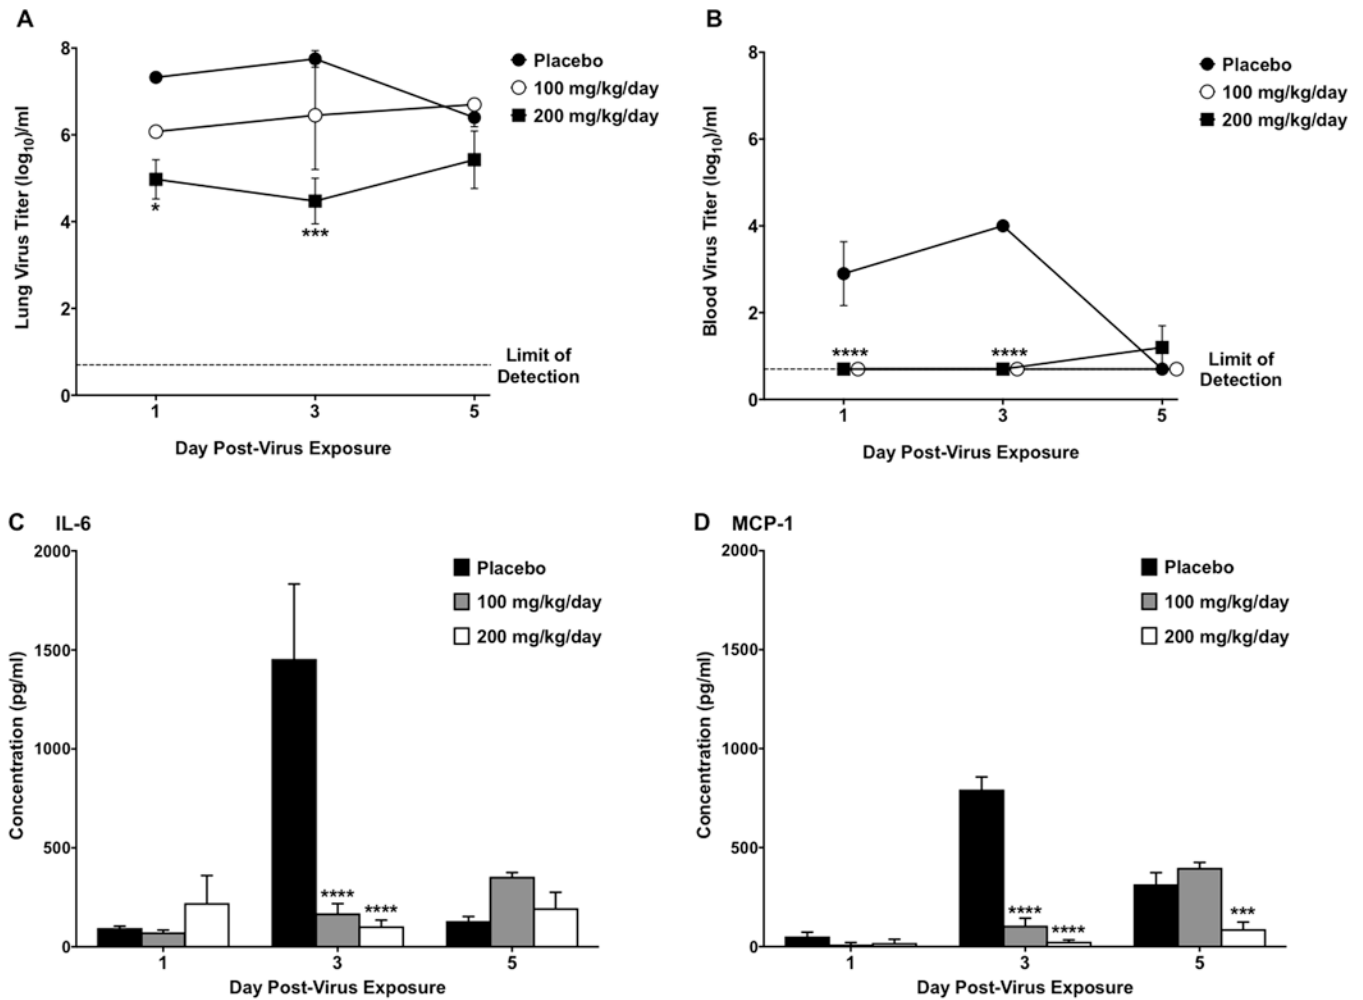 A
Lung Virus Titer (log10)/ml
8
6
4
2
0
*
***
1
3
5
Day Post-Virus Exposure
Placebo
100 mg/kg/day
200 mg/kg/day
Limit of
Detection
B
Blood Virus Titer (log10)/ml
8
6
4
2
0
****
****
1
3
5
Day Post-Virus Exposure
Placebo
100 mg/kg/day
200 mg/kg/day
Limit of
Detection
C IL-6
Concentration (pg/ml)
2000
1500
1000
500
0
****
****
1
3
5
Day Post-Virus Exposure
Placebo
100 mg/kg/day
200 mg/kg/day
D MCP-1
Concentration (pg/ml)
2000
1500
1000
500
0
****
****
***
1
3
5
Day Post-Virus Exposure
Placebo
100 mg/kg/day
200 mg/kg/day